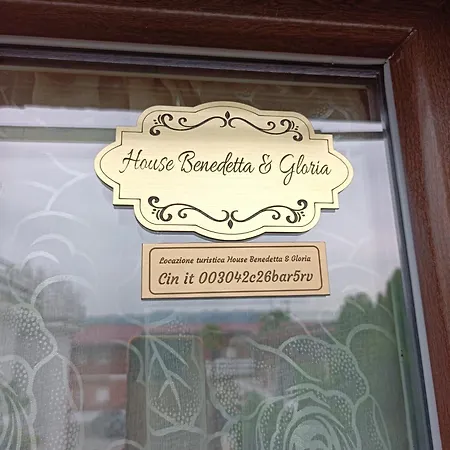 House Benedetta & Gloria
Locazione turistica House Benedetta & Gloria
Cin it 003042c26bar5rv